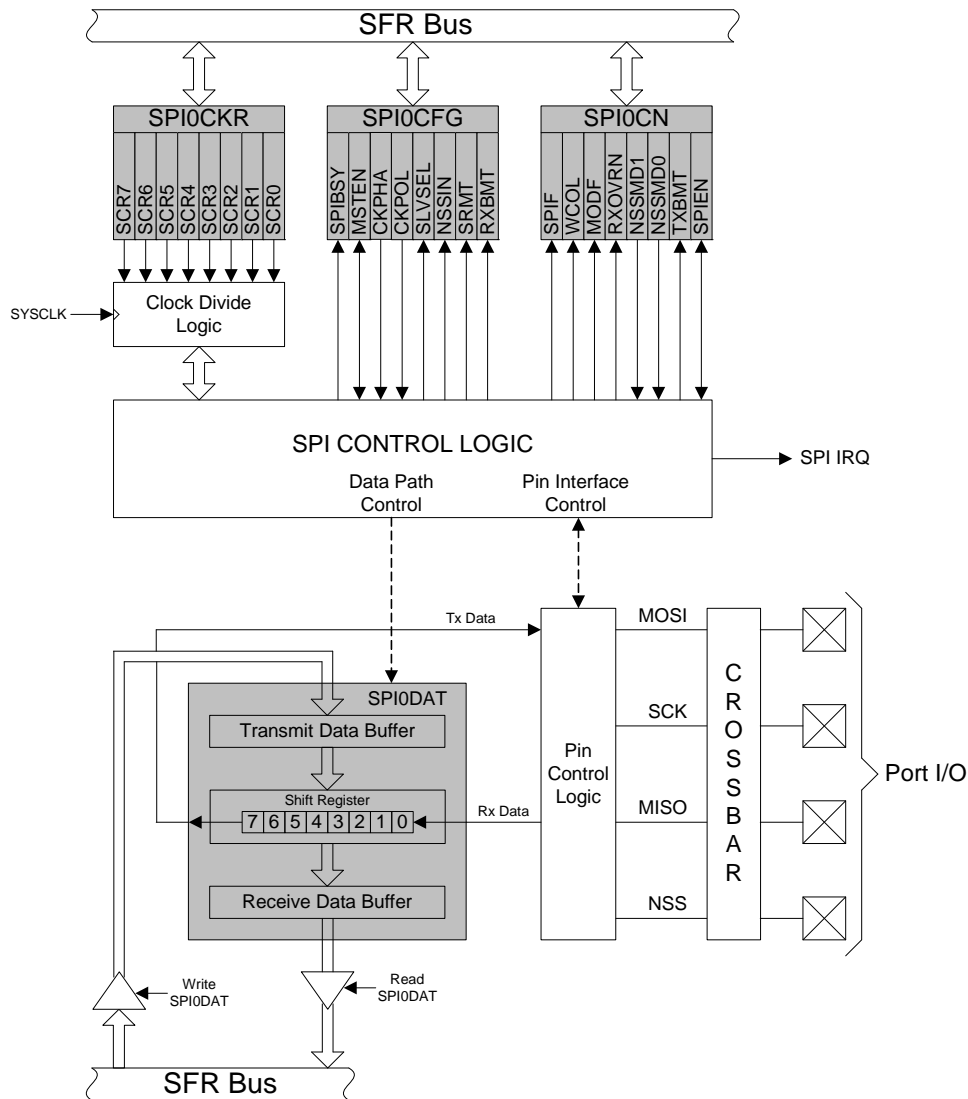 SFR Bus
SPI0CKR
SCR7
SCR6
SCR5
SCR4
SCR3
SCR2
SCR1
SCR0
SPI0CFG
SPIBSY
MSTEN
CKPHA
CKPOL
SLVSEL
NSSIN
SRMT
RXBMT
SPI0CN
SPIF
WCOL
MODF
RXOVRN
NSSMD1
NSSMD0
TXBMT
SPIEN
SYSCLK
Clock Divide
Logic
SPI CONTROL LOGIC
Data Path
Control
Pin Interface
Control
SPI IRQ
Tx Data
SPI0DAT
Transmit Data Buffer
Shift Register
7 6 5 4 3 2 1 0
Rx Data
Receive Data Buffer
Pin
Control
Logic
MOSI
SCK
MISO
NSS
CROSSBAR
Port I/O
Write
SPI0DAT
Read
SPI0DAT
SFR Bus